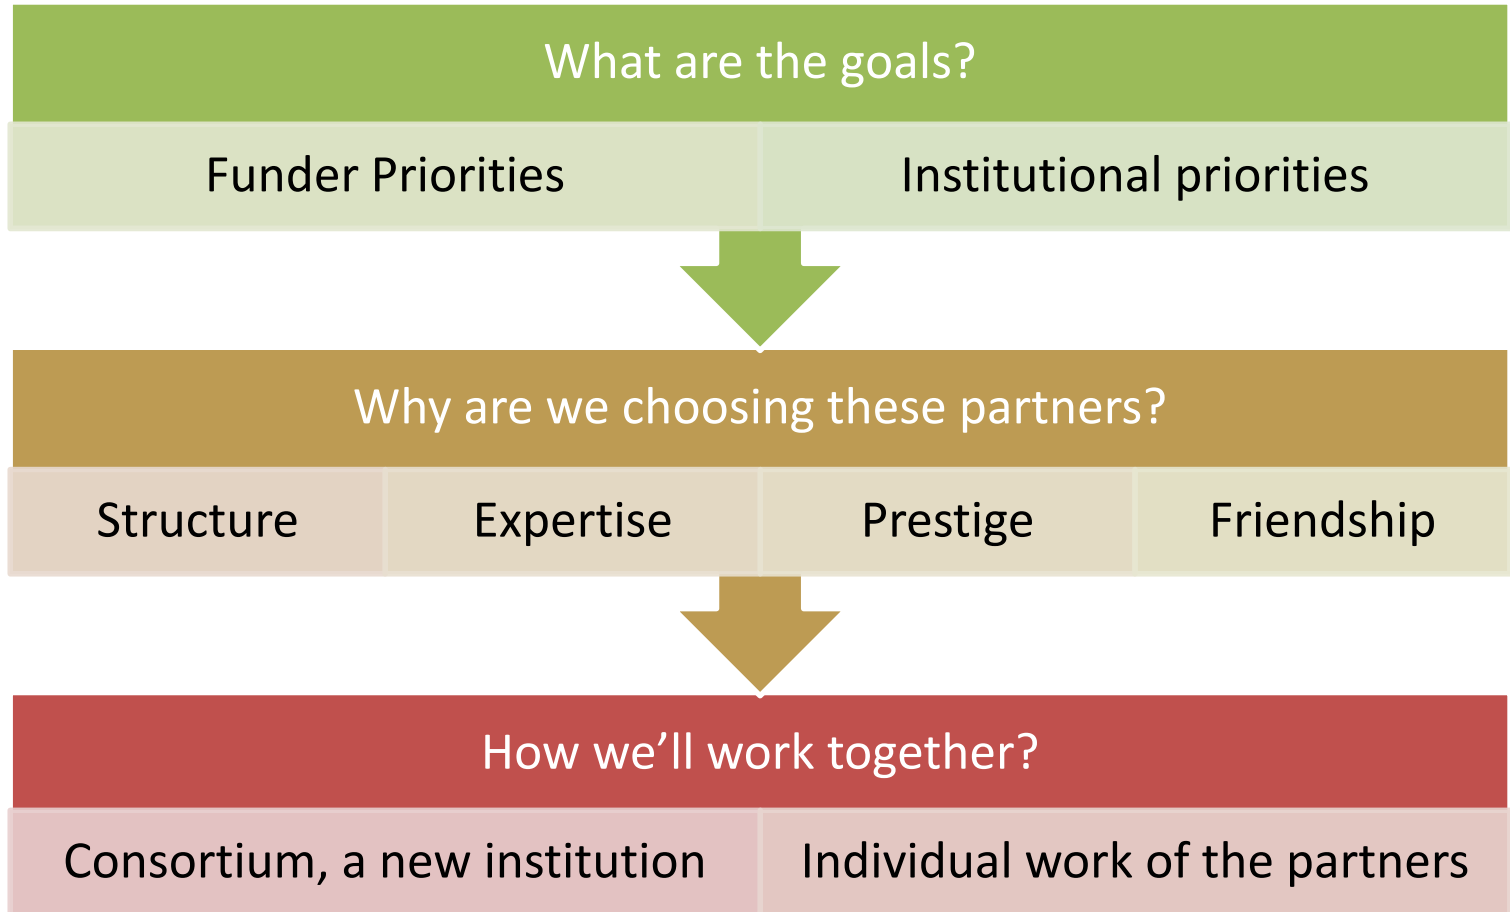 What are the goals?
Funder Priorities
Institutional priorities
Why are we choosing these partners?
Structure
Expertise
Prestige
Friendship
How we’ll work together?
Consortium, a new institution
Individual work of the partners